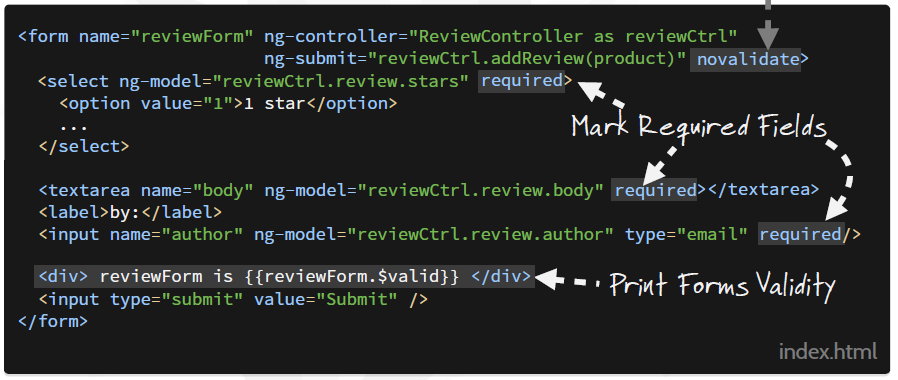 <form name="reviewForm" ng-controller="ReviewController as reviewCtrl"
ng-submit="reviewCtrl.addReview(product)" novalidate>
<select ng-model="reviewCtrl.review.stars" required>
<option value="1">1 star</option>
...
Mark Required Fields
</select>
<textarea name="body" ng-model="reviewCtrl.review.body" required></textarea>
<label>by:</label>
<input name="author" ng-model="reviewCtrl.review.author" type="email" required/>
<div> reviewForm is {{reviewForm.$valid}} </div>
Print Forms Validity
<input type="submit" value="Submit" />
</form>
index.html